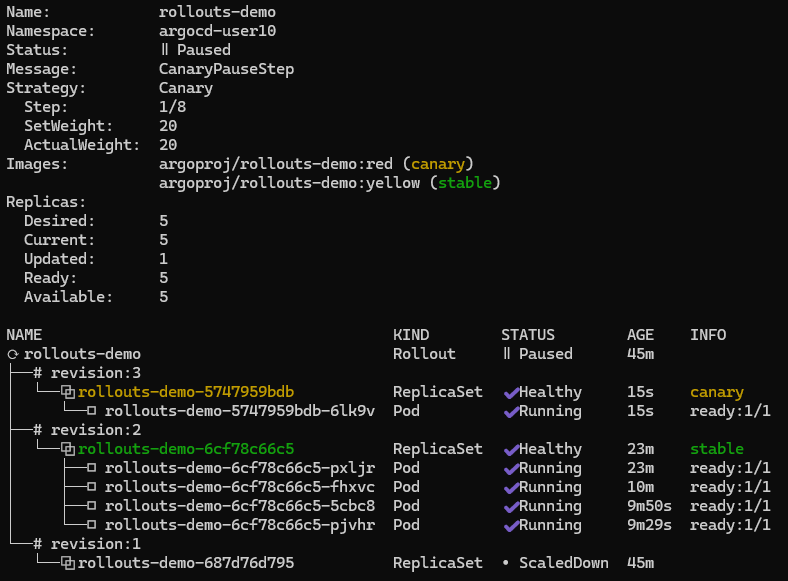 Name:            rollouts-demo
Namespace:       argocd-user10
Status:          ॥ Paused
Message:         CanaryPauseStep
Strategy:        Canary
  Step:          1/8
  SetWeight:     20
  ActualWeight:  20
Images:          argoproj/rollouts-demo:red (canary)
                 argoproj/rollouts-demo:yellow (stable)
Replicas:
  Desired:       5
  Current:       5
  Updated:       1
  Ready:         5
  Available:     5
NAME                                       KIND        STATUS        AGE    INFO
⟳ rollouts-demo                            Rollout     ॥ Paused      45m
├──# revision:3
│  └──⧉ rollouts-demo-5747959bdb           ReplicaSet  ✔ Healthy     15s    canary
│     └──□ rollouts-demo-5747959bdb-6lk9v  Pod         ✔ Running     15s    ready:1/1
├──# revision:2
│  └──⧉ rollouts-demo-6cf78c66c5           ReplicaSet  ✔ Healthy     23m    stable
│     ├──□ rollouts-demo-6cf78c66c5-pxljr  Pod         ✔ Running     23m    ready:1/1
│     ├──□ rollouts-demo-6cf78c66c5-fhxvc  Pod         ✔ Running     10m    ready:1/1
│     ├──□ rollouts-demo-6cf78c66c5-5cbc8  Pod         ✔ Running     9m50s  ready:1/1
│     └──□ rollouts-demo-6cf78c66c5-pjvhr  Pod         ✔ Running     9m29s  ready:1/1
└──# revision:1
   └──⧉ rollouts-demo-687d76d795           ReplicaSet  • ScaledDown  45m